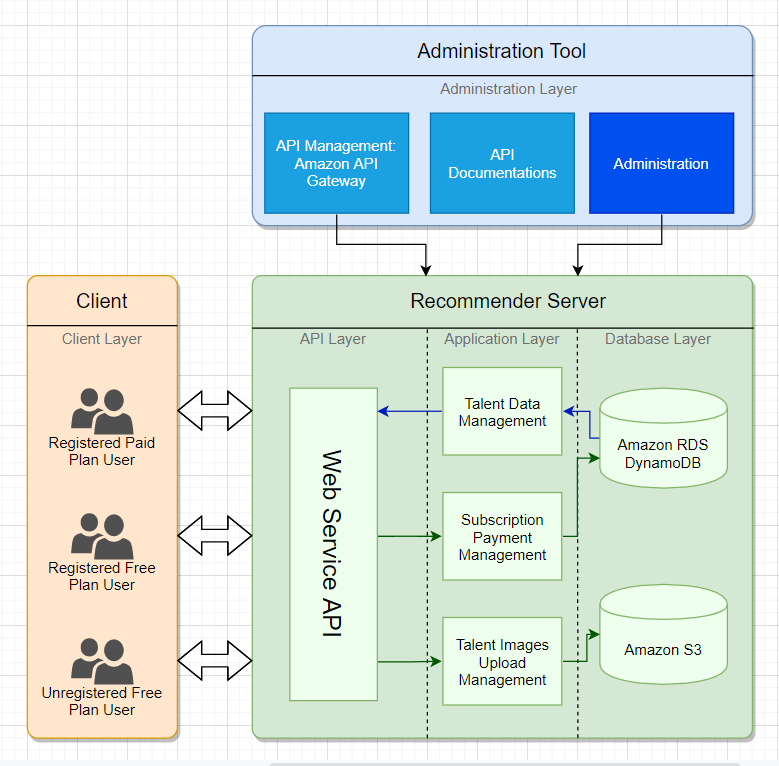 Administration Tool
Administration Layer
API Management:
Amazon API
Gateway
API
Documentations
Administration
Client
Client Layer
Registered Paid
Plan User
Registered Free
Plan User
Unregistered Free
Plan User
Recommender Server
API Layer
Application Layer
Database Layer
Web Service API
Talent Data
Management
Subscription
Payment
Management
Talent Images
Upload
Management
Amazon RDS
DynamoDB
Amazon S3